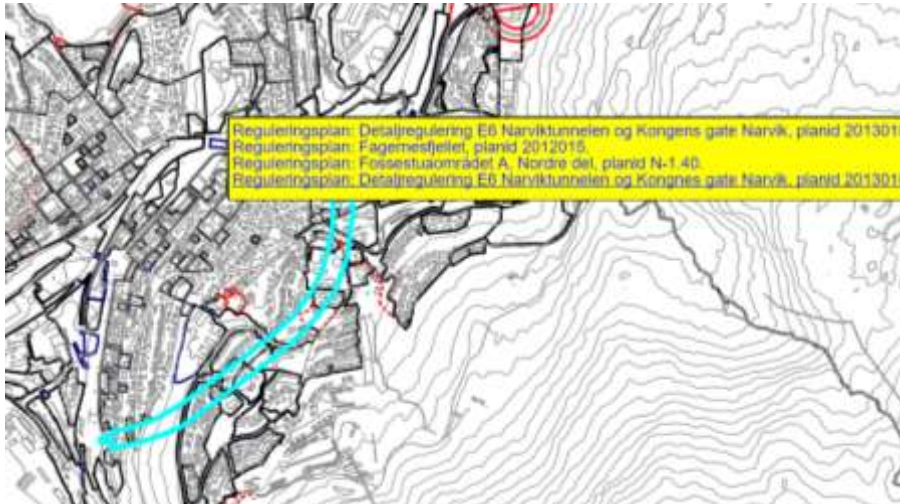 Reguleringsplan: Detaljregulering E6 Narviktunnelen og Kongens gate Narvik, planid 201301
Reguleringsplan: Fagernesfjellet, planid 2012015.
Reguleringsplan: Fossestuaområdet A, Nordre del, planid N-1.40.
Reguleringsplan: Detaljregulering E6 Narviktunnelen og Kongnes gate Narvik, planid 201301